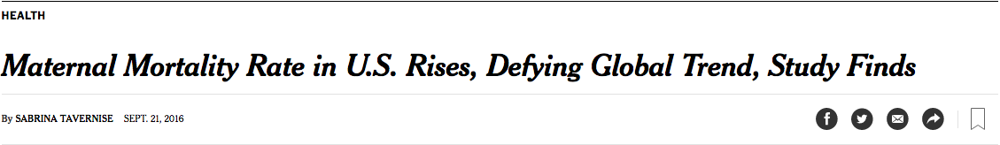 HEALTH
Maternal Mortality Rate in U.S. Rises, Defying Global Trend, Study Finds
By SABRINA TAVERNISE SEPT. 21, 2016